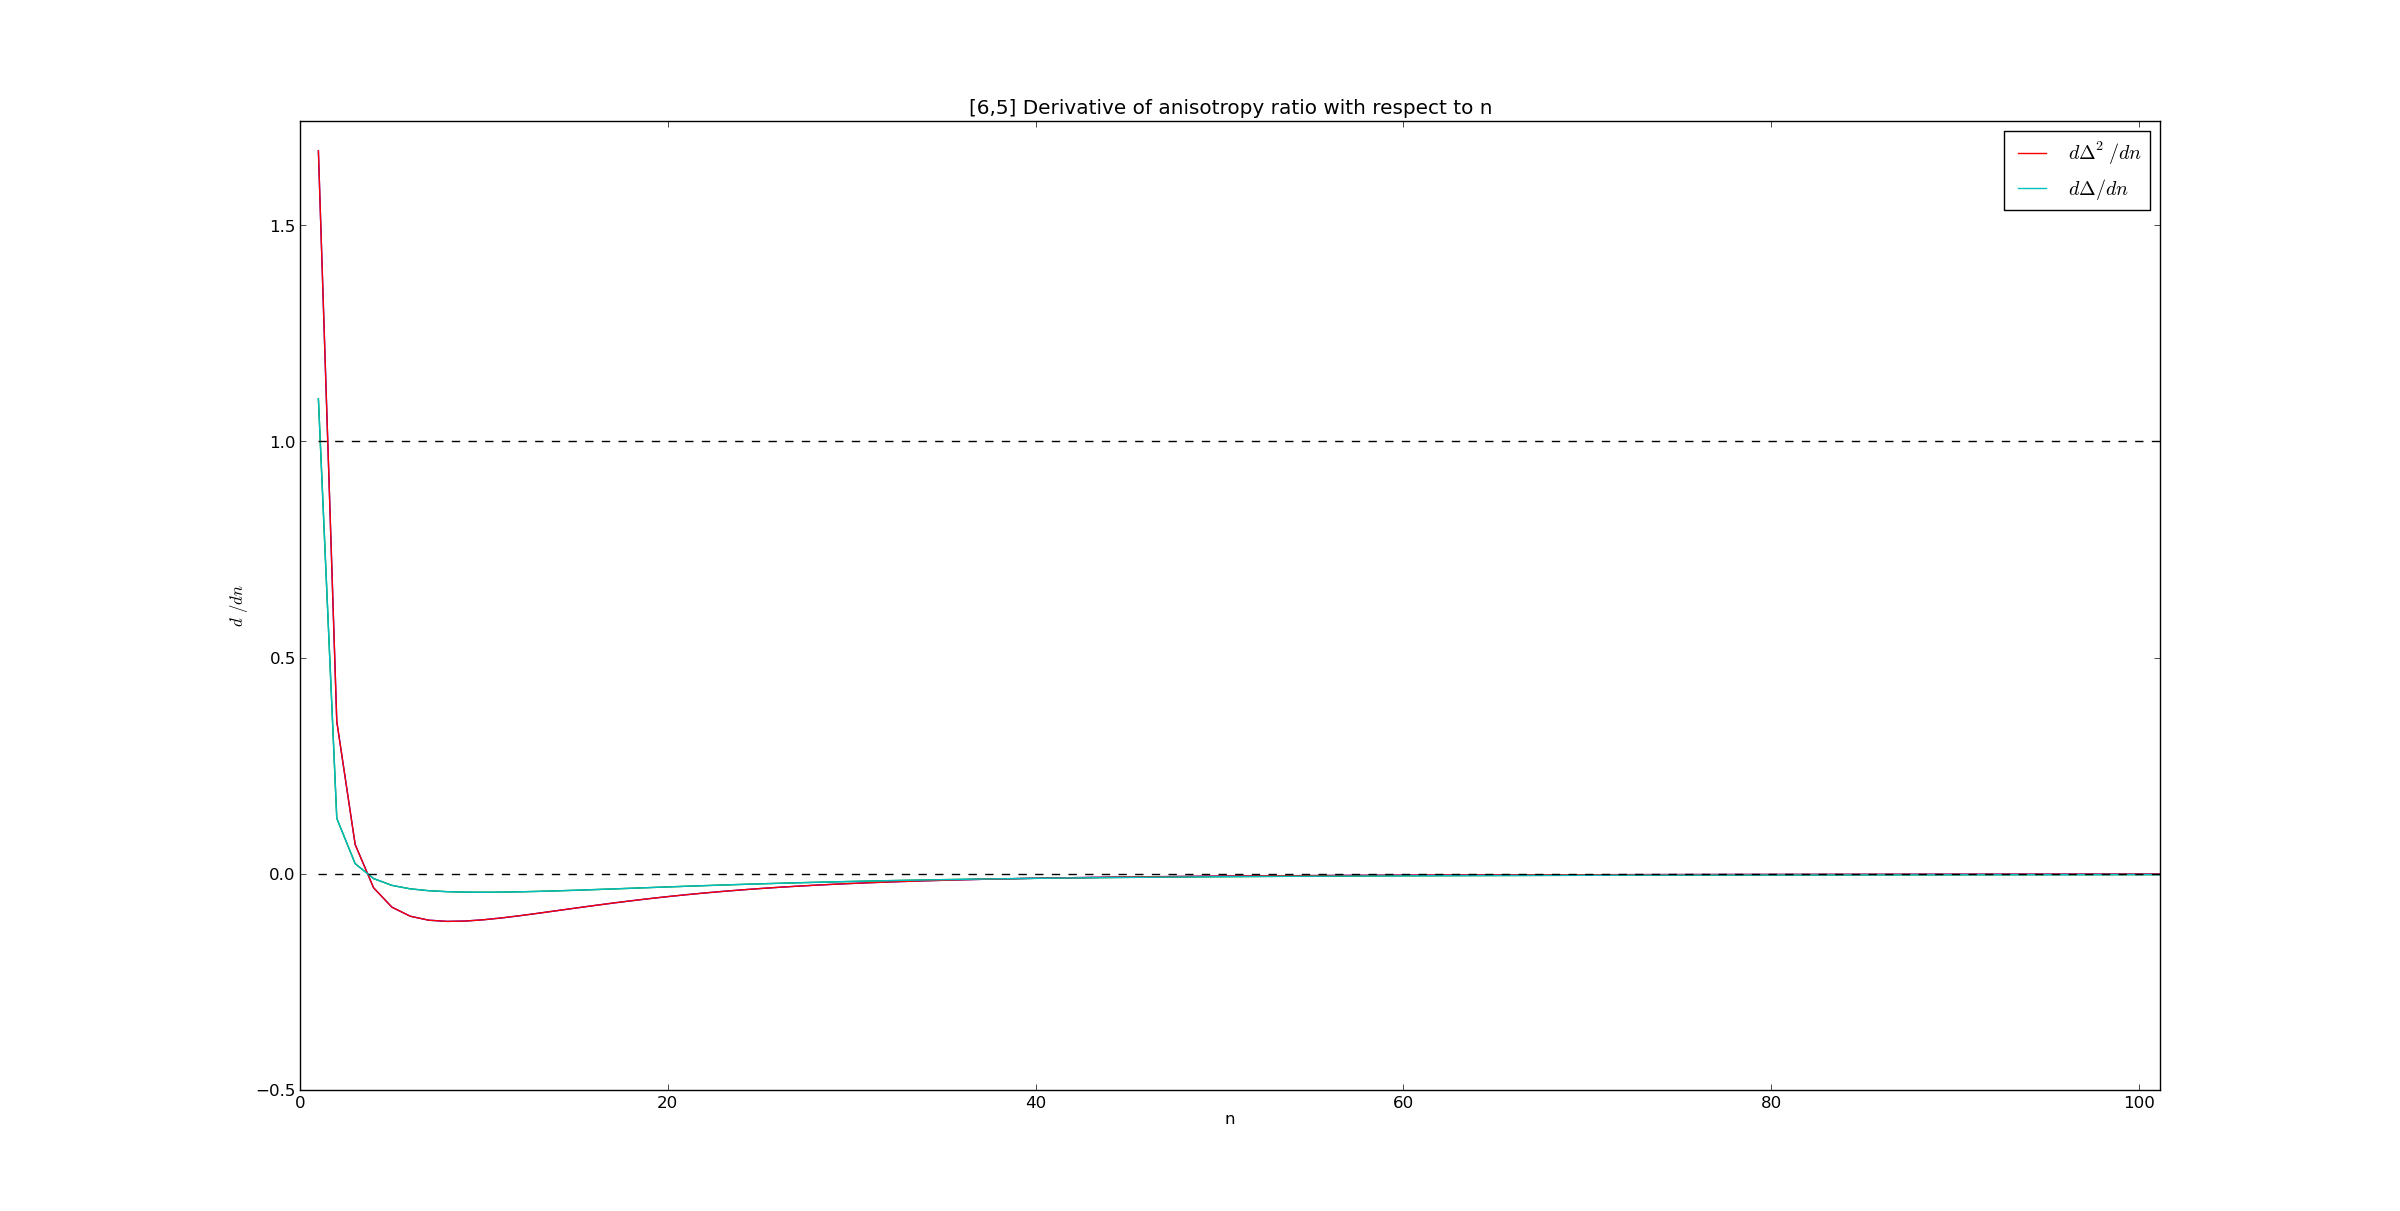 [6,5] Derivative of anisotropy ratio with respect to n
dΔ² /dn
dΔ/dn
1.5
1.0
0.5
0.0
−0.5
d /dn
0 20 40 60 80 100
n